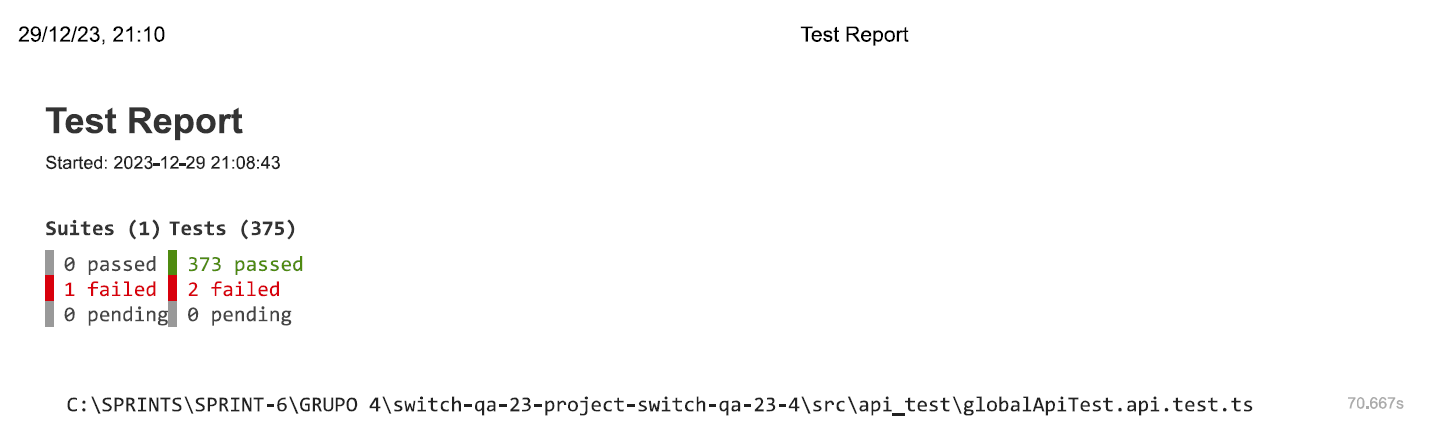 29/12/23, 21:10 Test Report
Test Report
Started: 2023-12-29 21:08:43
Suites (1) Tests (375)
0 passed 373 passed
1 failed 2 failed
0 pending 0 pending
C:\SPRINTS\SPRINT-6\GRUPO 4\switch-qa-23-project-switch-qa-23-4\src\api_test\globalApiTest.api.test.ts 70.667s